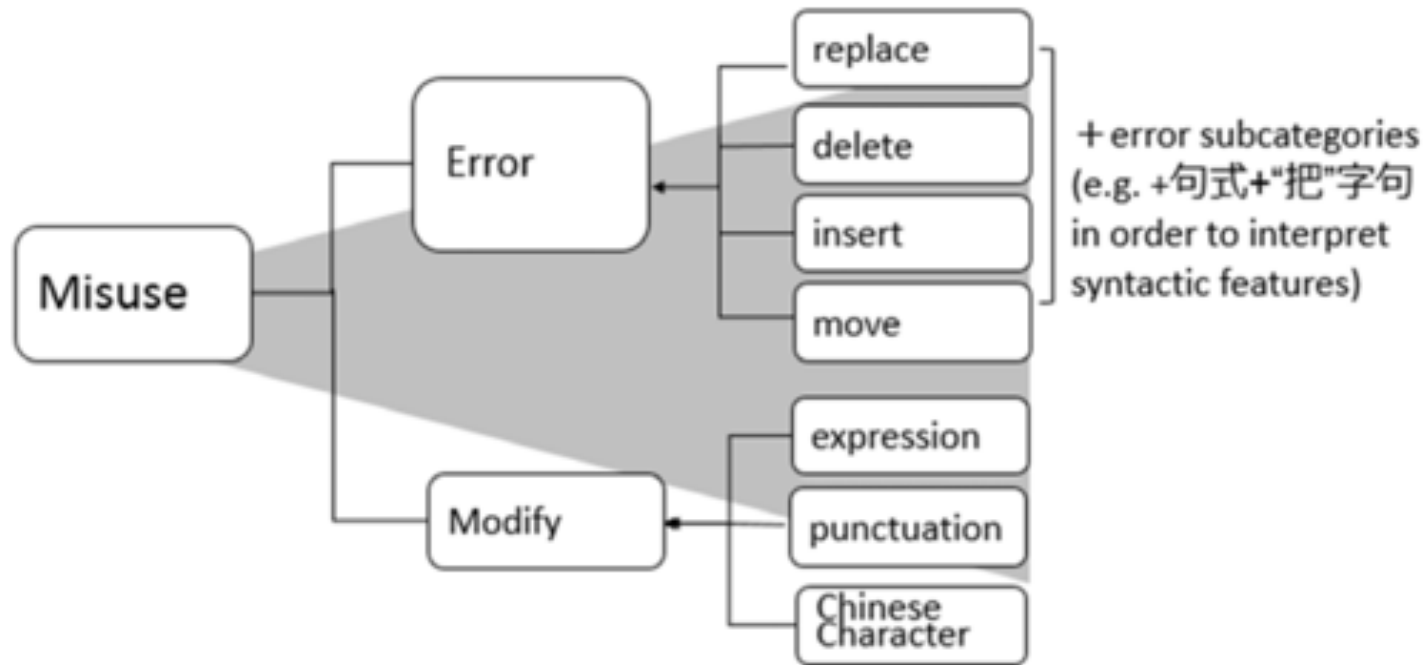 Misuse
Error
Modify
replace
delete
insert
move
+error subcategories
(e.g. +句式+“把”字句
in order to interpret
syntactic features)
expression
punctuation
Chinese
Character